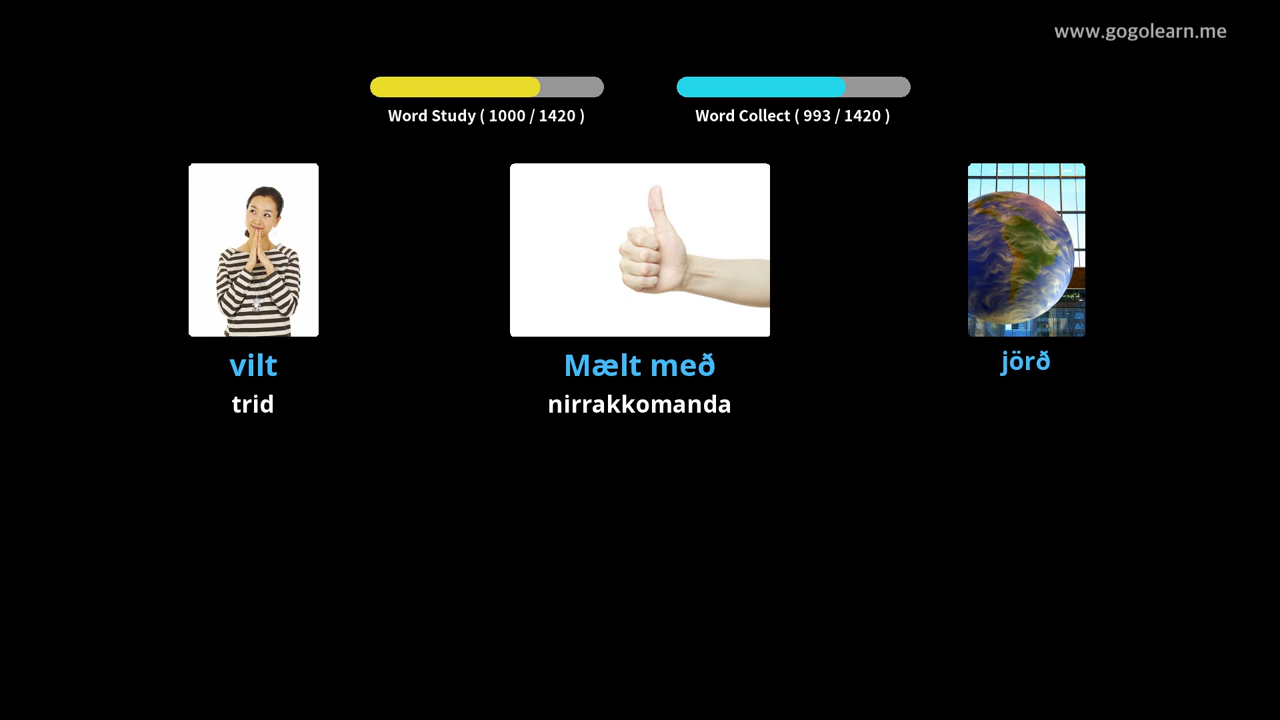 www.gogolearn.me
Word Study ( 1000 / 1420 )
Word Collect ( 993 / 1420 )
vilt
trid
Mælt með
nirrakkomanda
jörð